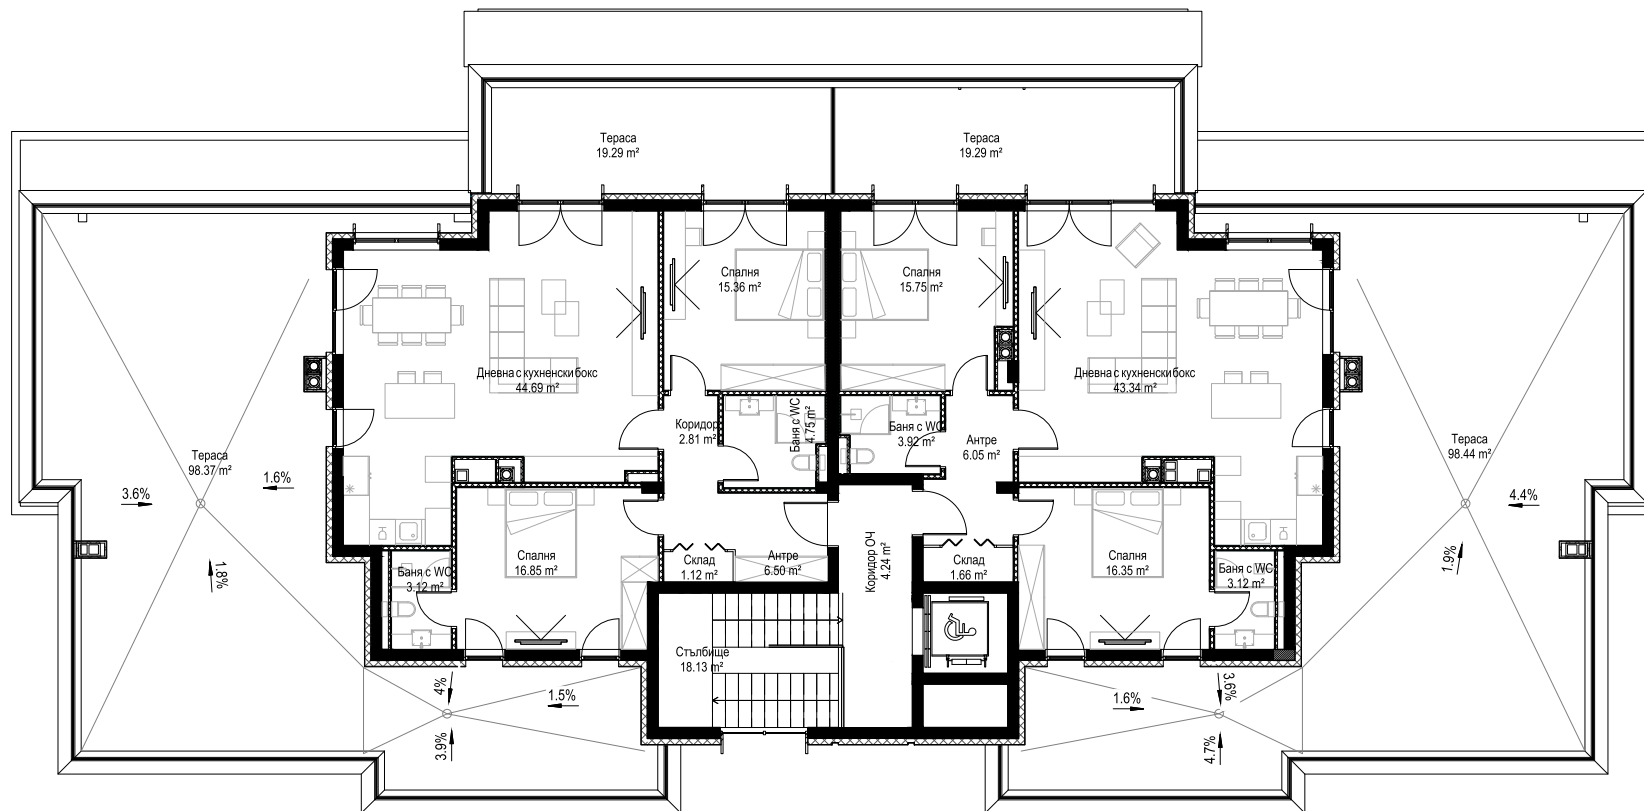 Тераса
19.29 m²
Тераса
19.29 m²
Спалня
15.36 m²
Спалня
15.75 m²
Дневна с кухненски бокс
44.69 m²
Дневна с кухненски бокс
43.34 m²
Коридор
2.81 m²
Баня с WC
4.75 m²
Баня с WC
3.92 m²
Антре
6.05 m²
Тераса
98.37 m²
Тераса
98.44 m²
3.6%
1.6%
4.4%
1.8%
1.9%
Баня с WC
3.12 m²
Спалня
16.85 m²
Склад
1.12 m²
Антре
6.50 m²
Коридор ОЧ
4.24 m²
Склад
1.66 m²
Спалня
16.35 m²
Баня с WC
3.12 m²
Стълбище
18.13 m²
4%
1.5%
3.9%
1.6%
3.6%
4.7%